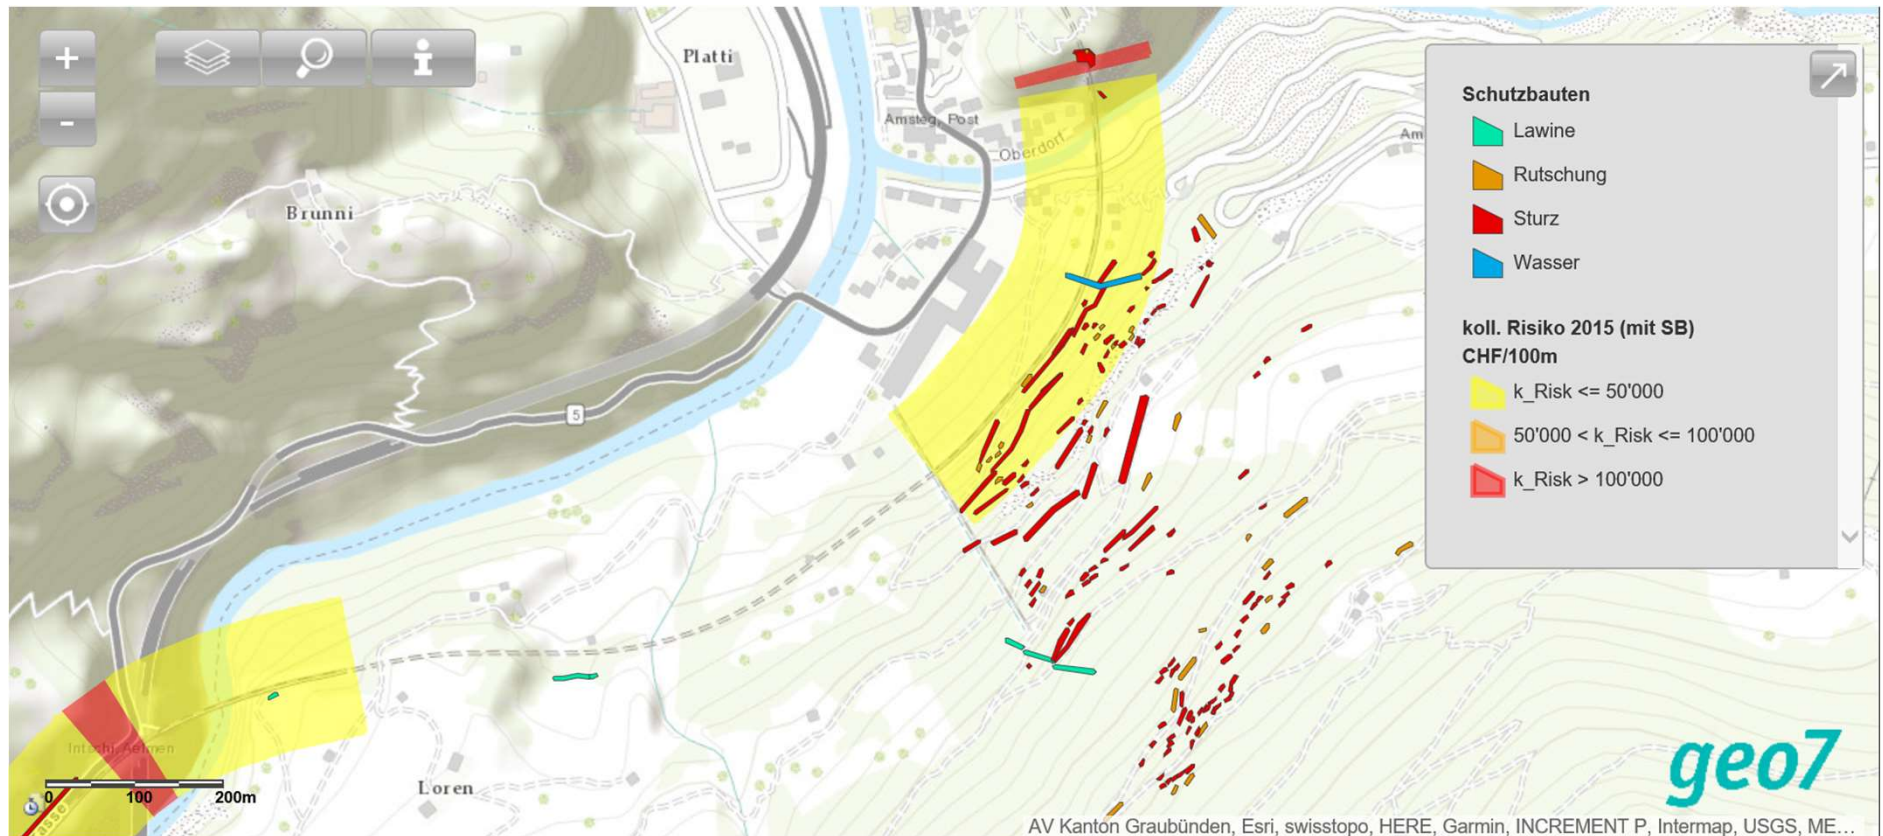 +
-
Platti
Amsteg, Post
Oberdorf
Am
Brunni
5
Loren
0 100 200m
Schutzbauten
Lawine
Rutschung
Sturz
Wasser
koll. Risiko 2015 (mit SB)
CHF/100m
k_Risk <= 50'000
50'000 < k_Risk <= 100'000
k_Risk > 100'000
geo7
AV Kanton Graubünden, Esri, swisstopo, HERE, Garmin, INCREMENT P, Intermap, USGS, ME...